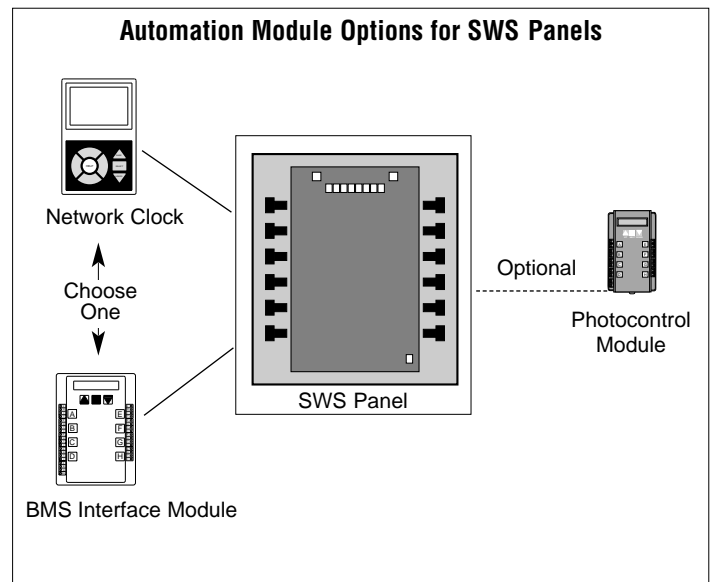 Automation Module Options for SWS Panels
Network Clock
Choose
One
A
B
C
D
E
F
G
H
BMS Interface Module
SWS Panel
Optional
Photocontrol
Module